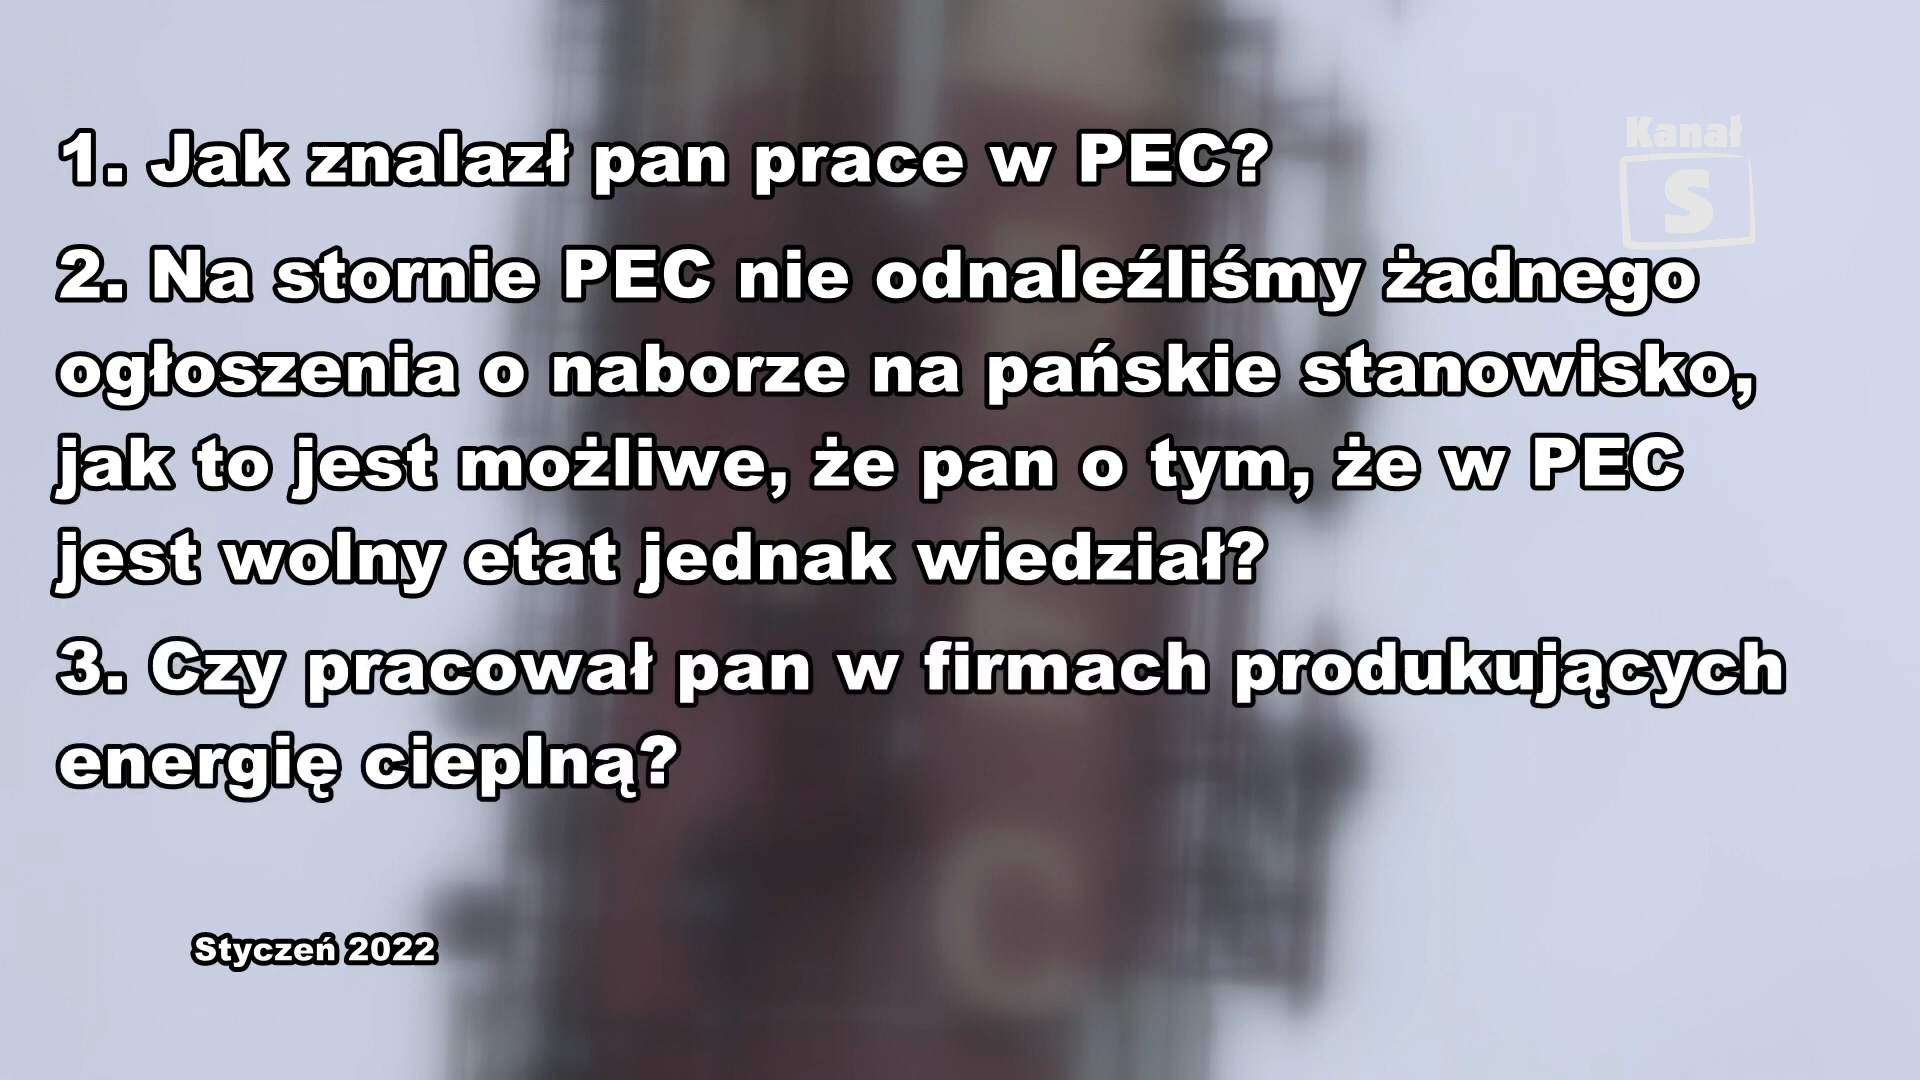 1. Jak znalazł pan prace w PEC?
Kanał
S
2. Na stornie PEC nie odnaleźliśmy żadnego
ogłoszenia o naborze na pańskie stanowisko,
jak to jest możliwe, że pan o tym, że w PEC
jest wolny etat jednak wiedział?
3. Czy pracował pan w firmach produkujących
energię cieplną?
C
Styczeń 2022